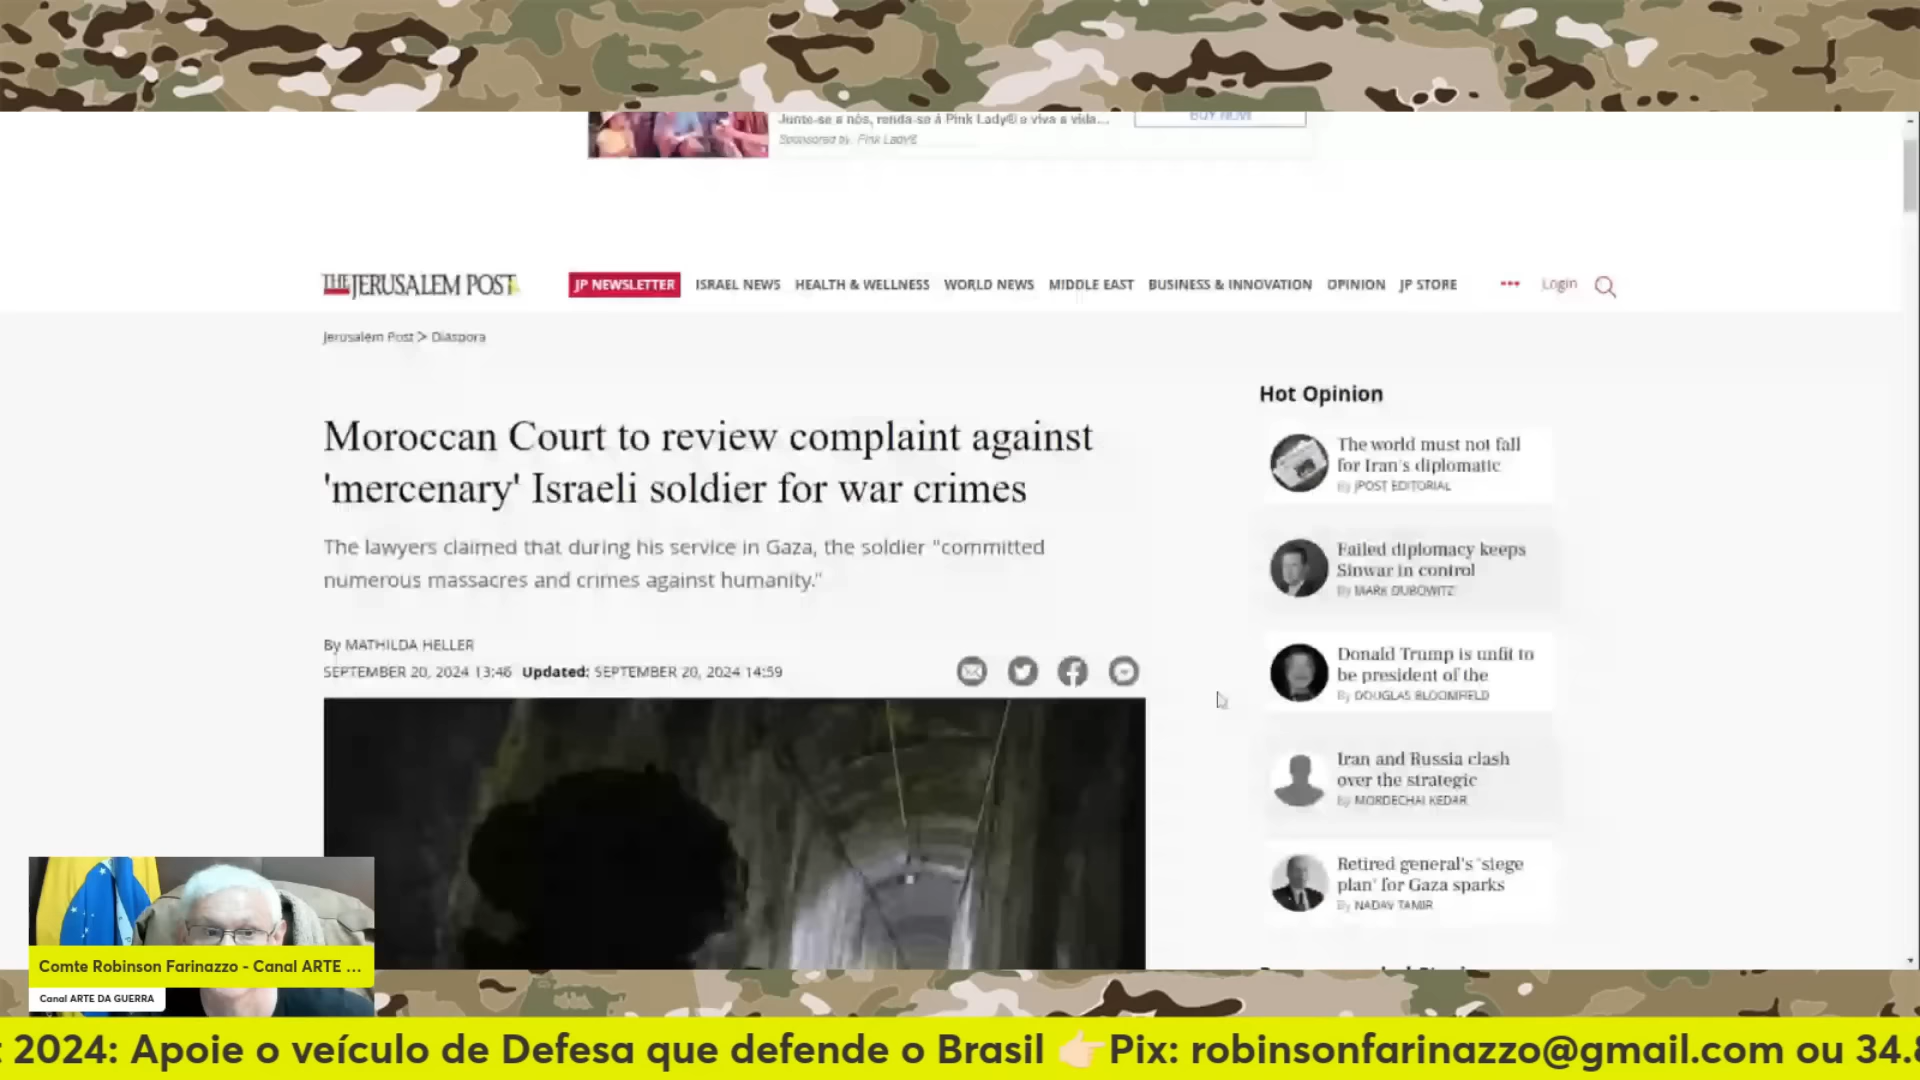 Junte-se a nós, renda-se à Pink Lady® e viva a vida...
BUY NOW
Sponsored by: Pink Lady®
THE JERUSALEM POST
JP NEWSLETTER
ISRAEL NEWS
HEALTH & WELLNESS
WORLD NEWS
MIDDLE EAST
BUSINESS & INNOVATION
OPINION
JP STORE
Login
Jerusalem Post > Diaspora
Moroccan Court to review complaint against
'mercenary' Israeli soldier for war crimes
The lawyers claimed that during his service in Gaza, the soldier "committed
numerous massacres and crimes against humanity."
By MATHILDA HELLER
SEPTEMBER 20, 2024 13:46 Updated: SEPTEMBER 20, 2024 14:59
Hot Opinion
The world must not fall
for Iran's diplomatic
By JPOST EDITORIAL
Failed diplomacy keeps
Sinwar in control
By MARK DUBOWITZ
Donald Trump is unfit to
be president of the
By DOUGLAS BLOOMFIELD
Iran and Russia clash
over the strategic
By MORDECHAI KEDAR
Retired general's 'siege
plan' for Gaza sparks
By NADAV TAMIR
Comte Robinson Farinazzo - Canal ARTE ...
Canal ARTE DA GUERRA
2024: Apoie o veículo de Defesa que defende o Brasil 👉Pix: robinsonfarinazzo@gmail.com ou 34.8